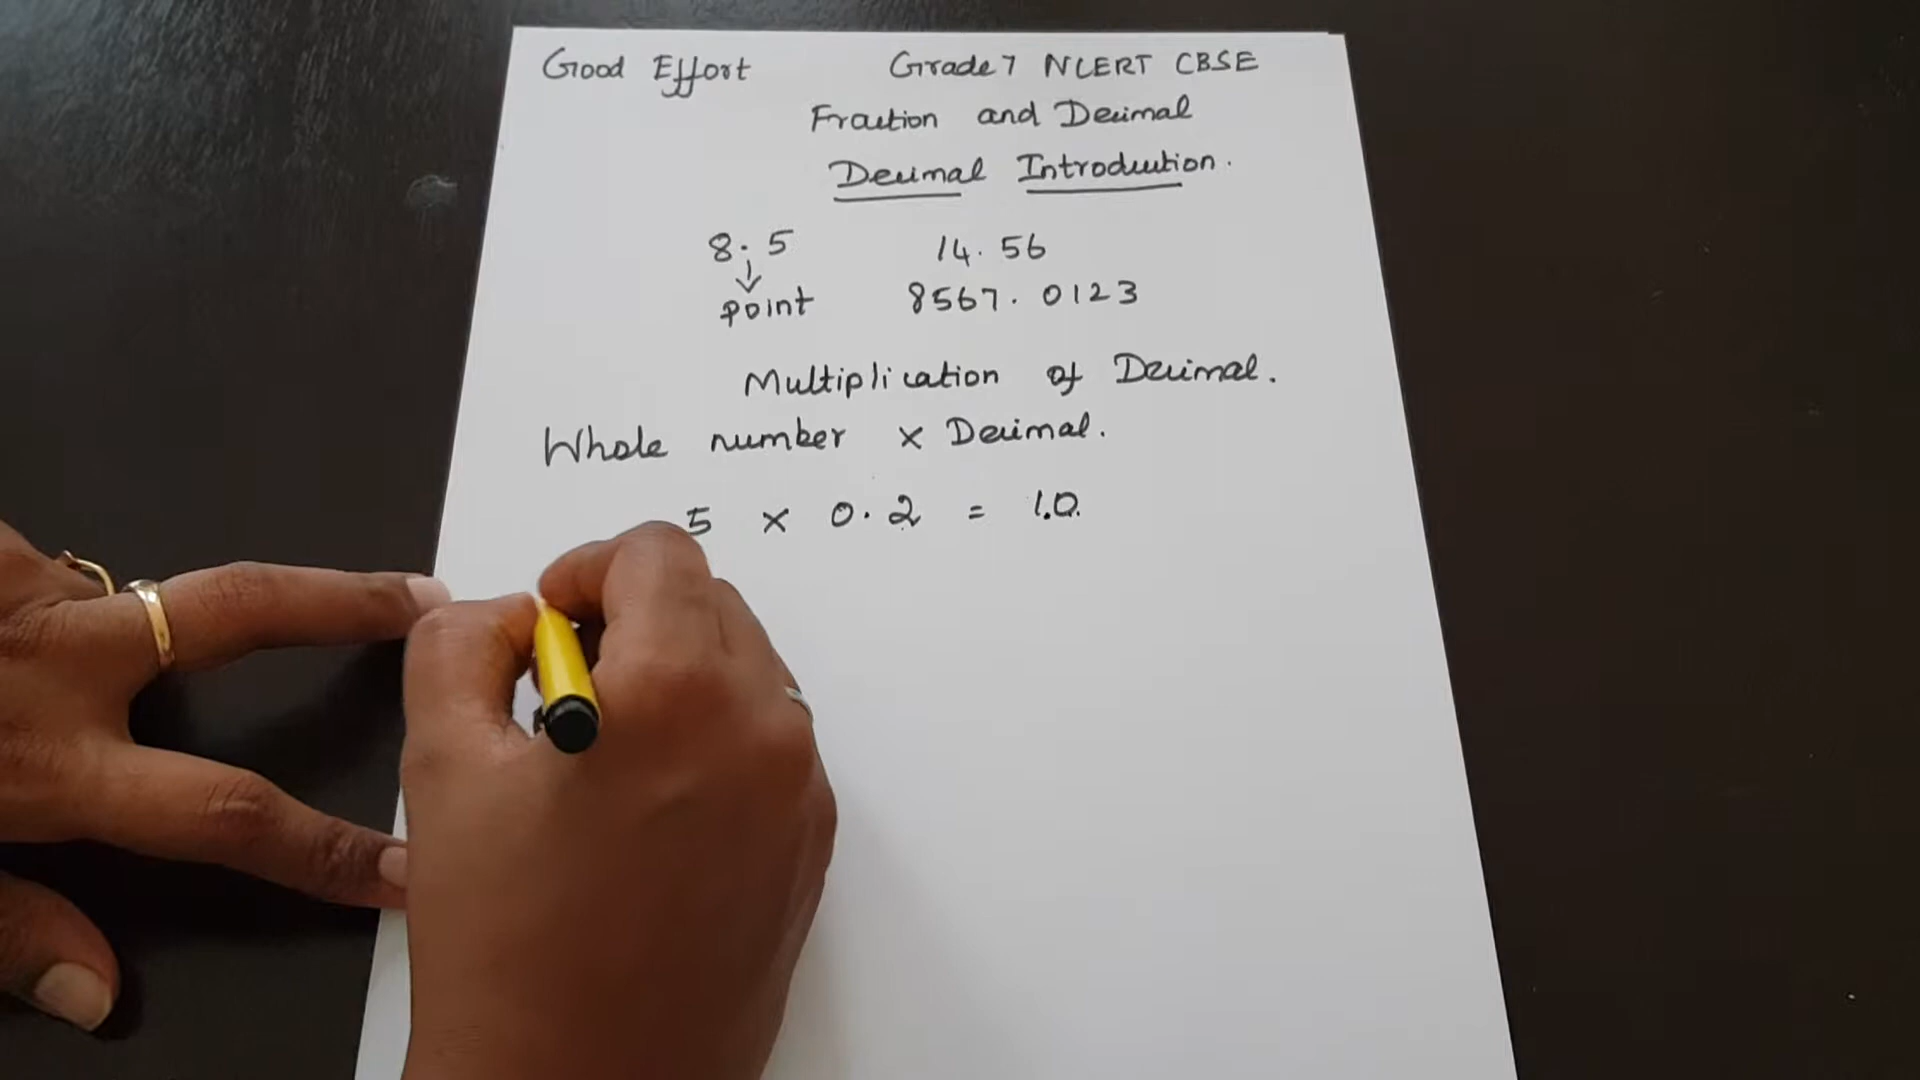 Good Effort Grade 7 NCERT CBSE
Fraction and Decimal
Decimal Introduction.
8.5 14.56
point 8567.0123
Multiplication of Decimal.
Whole number × Decimal.
5 × 0.2 = 1.0.